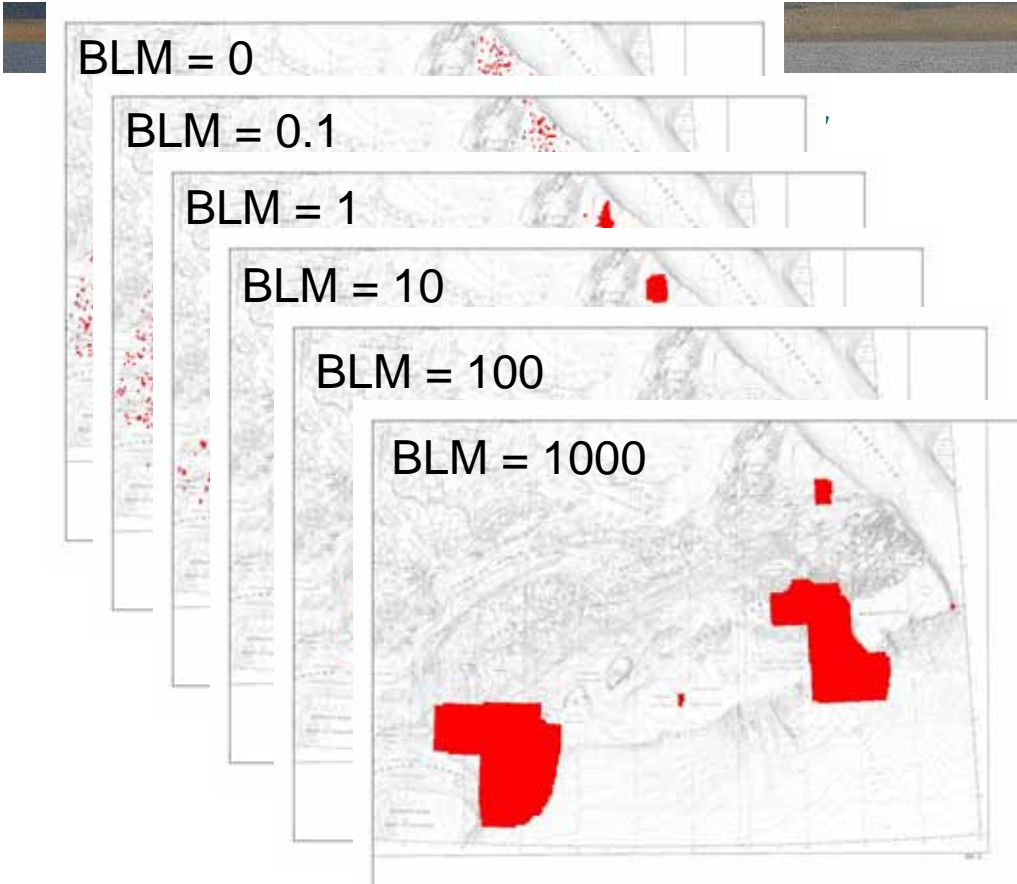 BLM = 0
BLM = 0.1
BLM = 1
BLM = 10
BLM = 100
BLM = 1000